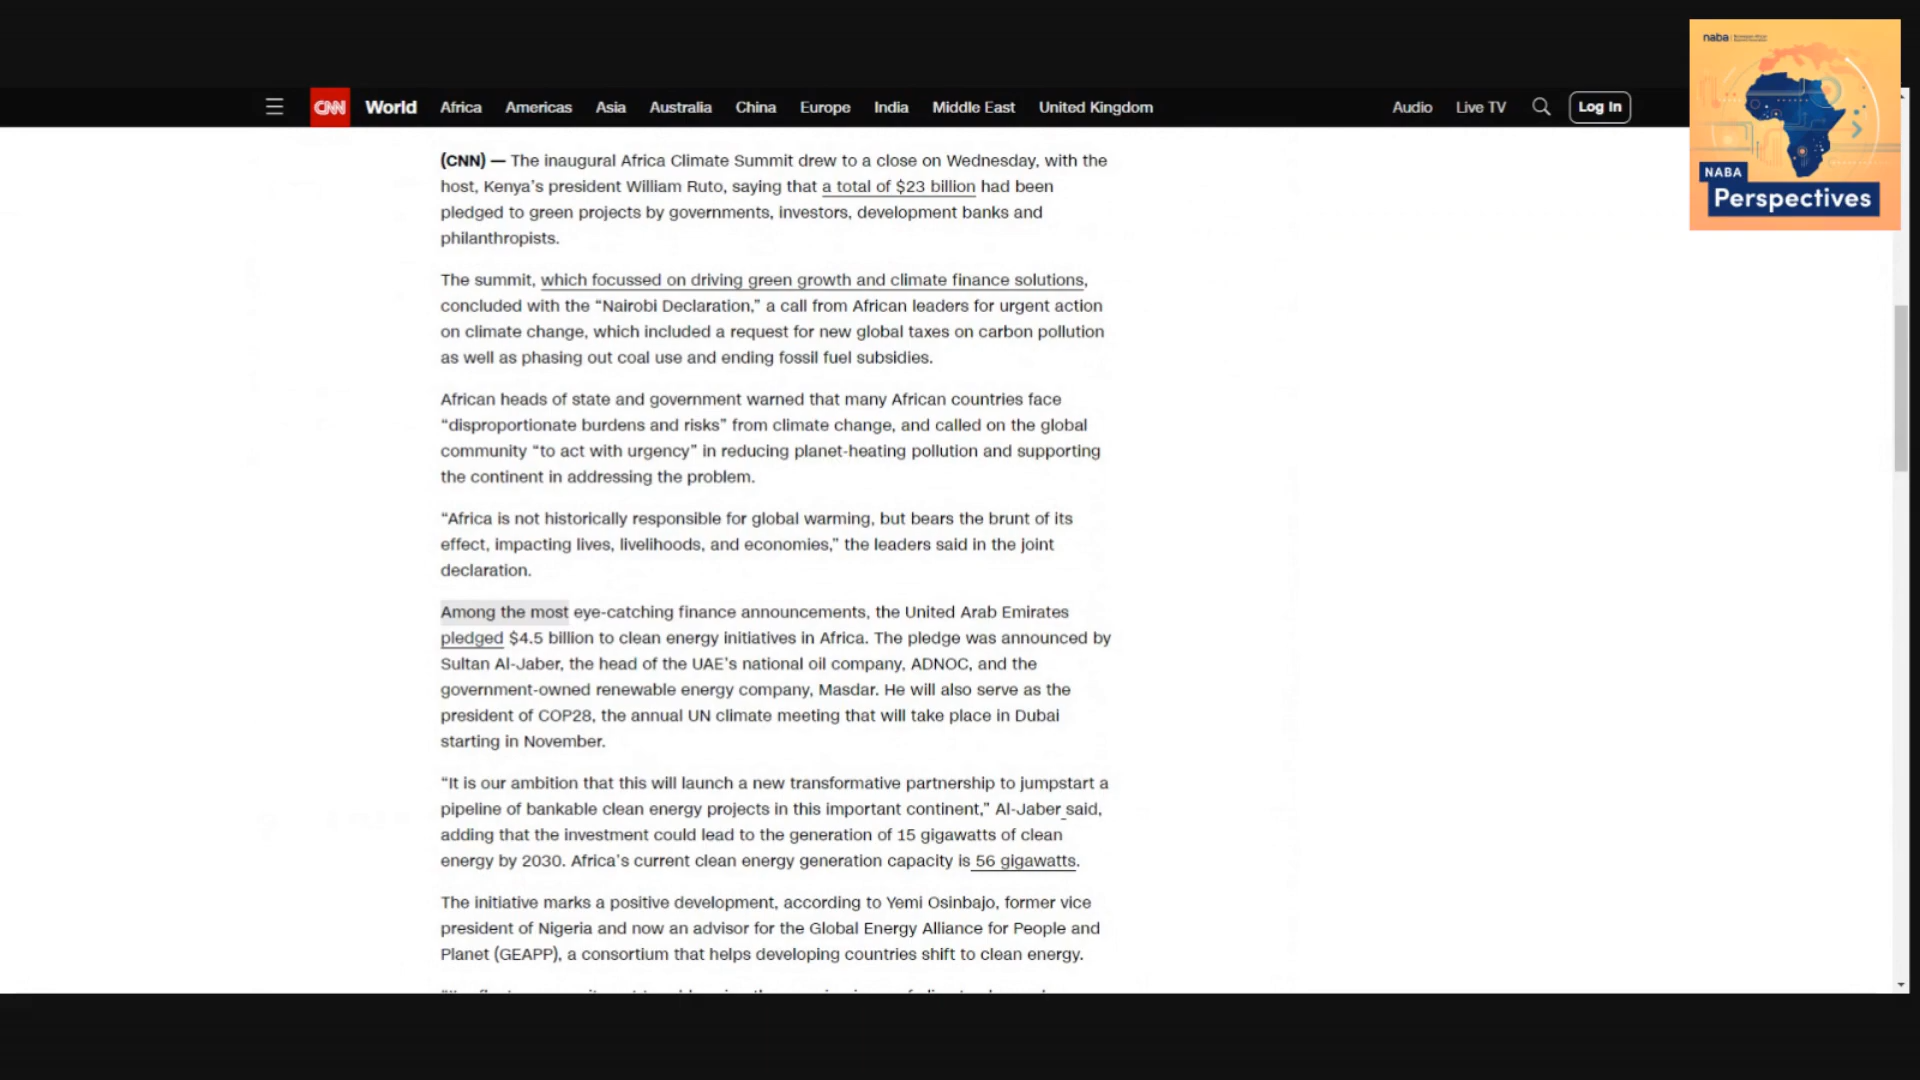 naba
CNN World Africa Americas Asia Australia China Europe India Middle East United Kingdom Audio Live TV Log In
NABA
Perspectives
(CNN) — The inaugural Africa Climate Summit drew to a close on Wednesday, with the
host, Kenya's president William Ruto, saying that a total of $23 billion had been
pledged to green projects by governments, investors, development banks and
philanthropists.
The summit, which focussed on driving green growth and climate finance solutions,
concluded with the “Nairobi Declaration,” a call from African leaders for urgent action
on climate change, which included a request for new global taxes on carbon pollution
as well as phasing out coal use and ending fossil fuel subsidies.
African heads of state and government warned that many African countries face
“disproportionate burdens and risks” from climate change, and called on the global
community “to act with urgency” in reducing planet-heating pollution and supporting
the continent in addressing the problem.
“Africa is not historically responsible for global warming, but bears the brunt of its
effect, impacting lives, livelihoods, and economies,” the leaders said in the joint
declaration.
Among the most eye-catching finance announcements, the United Arab Emirates
pledged $4.5 billion to clean energy initiatives in Africa. The pledge was announced by
Sultan Al-Jaber, the head of the UAE's national oil company, ADNOC, and the
government-owned renewable energy company, Masdar. He will also serve as the
president of COP28, the annual UN climate meeting that will take place in Dubai
starting in November.
“It is our ambition that this will launch a new transformative partnership to jumpstart a
pipeline of bankable clean energy projects in this important continent,” Al-Jaber said,
adding that the investment could lead to the generation of 15 gigawatts of clean
energy by 2030. Africa's current clean energy generation capacity is 56 gigawatts.
The initiative marks a positive development, according to Yemi Osinbajo, former vice
president of Nigeria and now an advisor for the Global Energy Alliance for People and
Planet (GEAPP), a consortium that helps developing countries shift to clean energy.